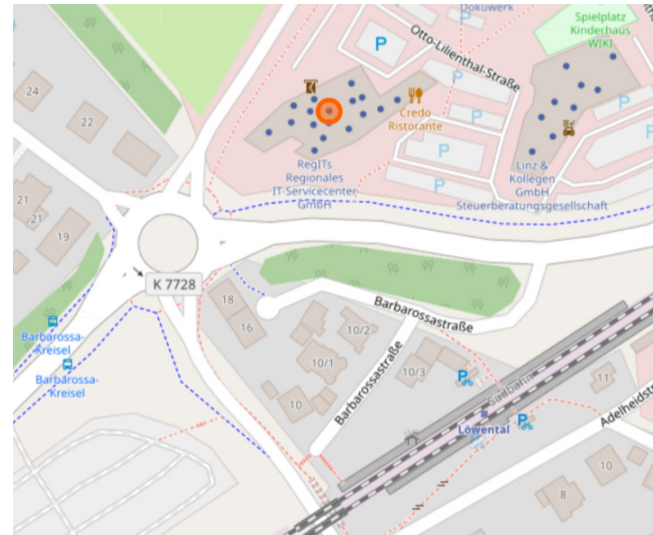 Dokuwerk
Spielplatz
Kinderhaus
WIKI
Otto-Lilienthal-Straße
P
P
P
P
P
P
24
22
Credo
Ristorante
RegITs
Regionales
IT-Servicecenter
GmbH
Linz &
Kollegen
GmbH
Steuerberatungsgesellschaft
21
21
19
K 7728
18
16
Barbarossastraße
10/2
10/1
10
10/3
Barbarossastraße
Barbarossa-
Kreisel
Barbarossa-
Kreisel
Südbahn
Löwental
P
P
P
11
Adelheidst
10
8